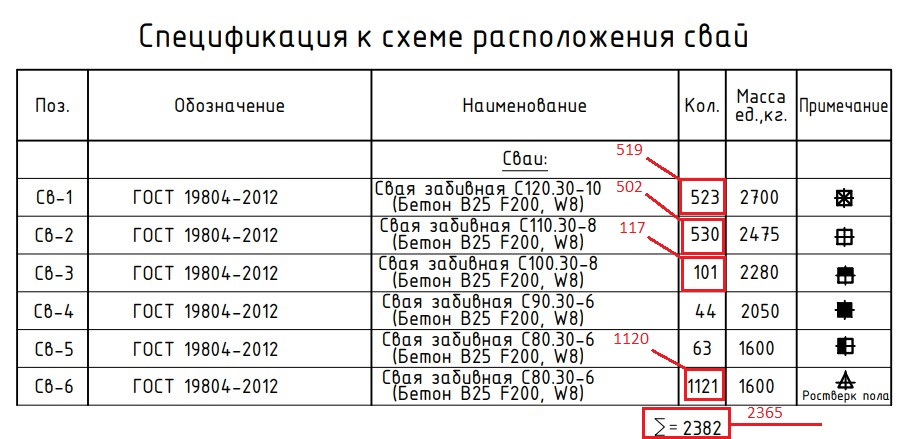 Спецификация к схеме расположения свай
Поз. Обозначение Наименование Кол. Масса ед.,кг. Примечание
Сваи:
519
Св-1 ГОСТ 19804-2012 Свая забивная С120.30-10 (Бетон В25 F200, W8) 523 2700
502
Св-2 ГОСТ 19804-2012 Свая забивная С110.30-8 (Бетон В25 F200, W8) 530 2475
117
Св-3 ГОСТ 19804-2012 Свая забивная С100.30-8 (Бетон В25 F200, W8) 101 2280
Св-4 ГОСТ 19804-2012 Свая забивная С90.30-6 (Бетон В25 F200, W8) 44 2050
Св-5 ГОСТ 19804-2012 Свая забивная С80.30-6 (Бетон В25 F200, W8) 63 1600
1120
Св-6 ГОСТ 19804-2012 Свая забивная С80.30-6 (Бетон В25 F200, W8) 1121 1600 Ростверк пола
∑ = 2382 2365